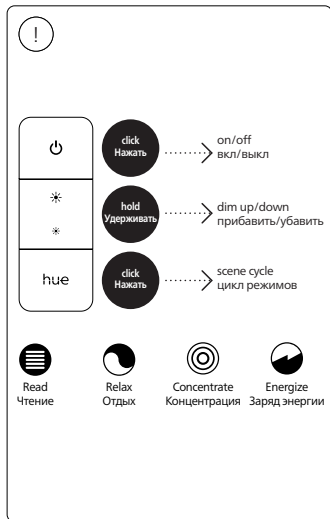 !
click
Нажать
on/off
вкл/выкл
hold
Удерживать
dim up/down
прибавить/убавить
hue
click
Нажать
scene cycle
цикл режимов
Read
Чтение
Relax
Отдых
Concentrate
Концентрация
Energize
Заряд энергии